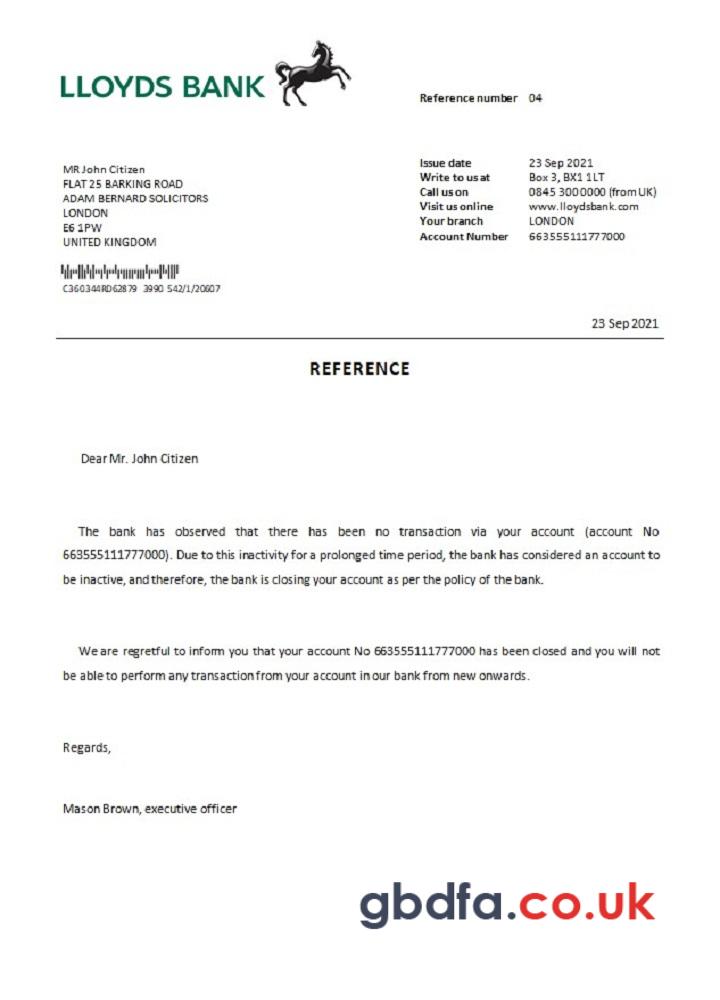 LLOYDS BANK
Reference number 04
MR John Citizen
FLAT 25 BARKING ROAD
ADAM BERNARD SOLICITORS
LONDON
E6 1PW
UNITED KINGDOM
C360344RD62879 3990 542/1/20607
Issue date 23 Sep 2021
Write to us at Box 3, BX1 1LT
Call us on 0845 3000000 (from UK)
Visit us online www.lloydsbank.com
Your branch LONDON
Account Number 663555111777000
23 Sep 2021
REFERENCE
Dear Mr. John Citizen
The bank has observed that there has been no transaction via your account (account No
663555111777000). Due to this inactivity for a prolonged time period, the bank has considered an account to
be inactive, and therefore, the bank is closing your account as per the policy of the bank.
We are regretful to inform you that your account No 663555111777000 has been closed and you will not
be able to perform any transaction from your account in our bank from new onwards.
Regards,
Mason Brown, executive officer
gbdfa.co.uk